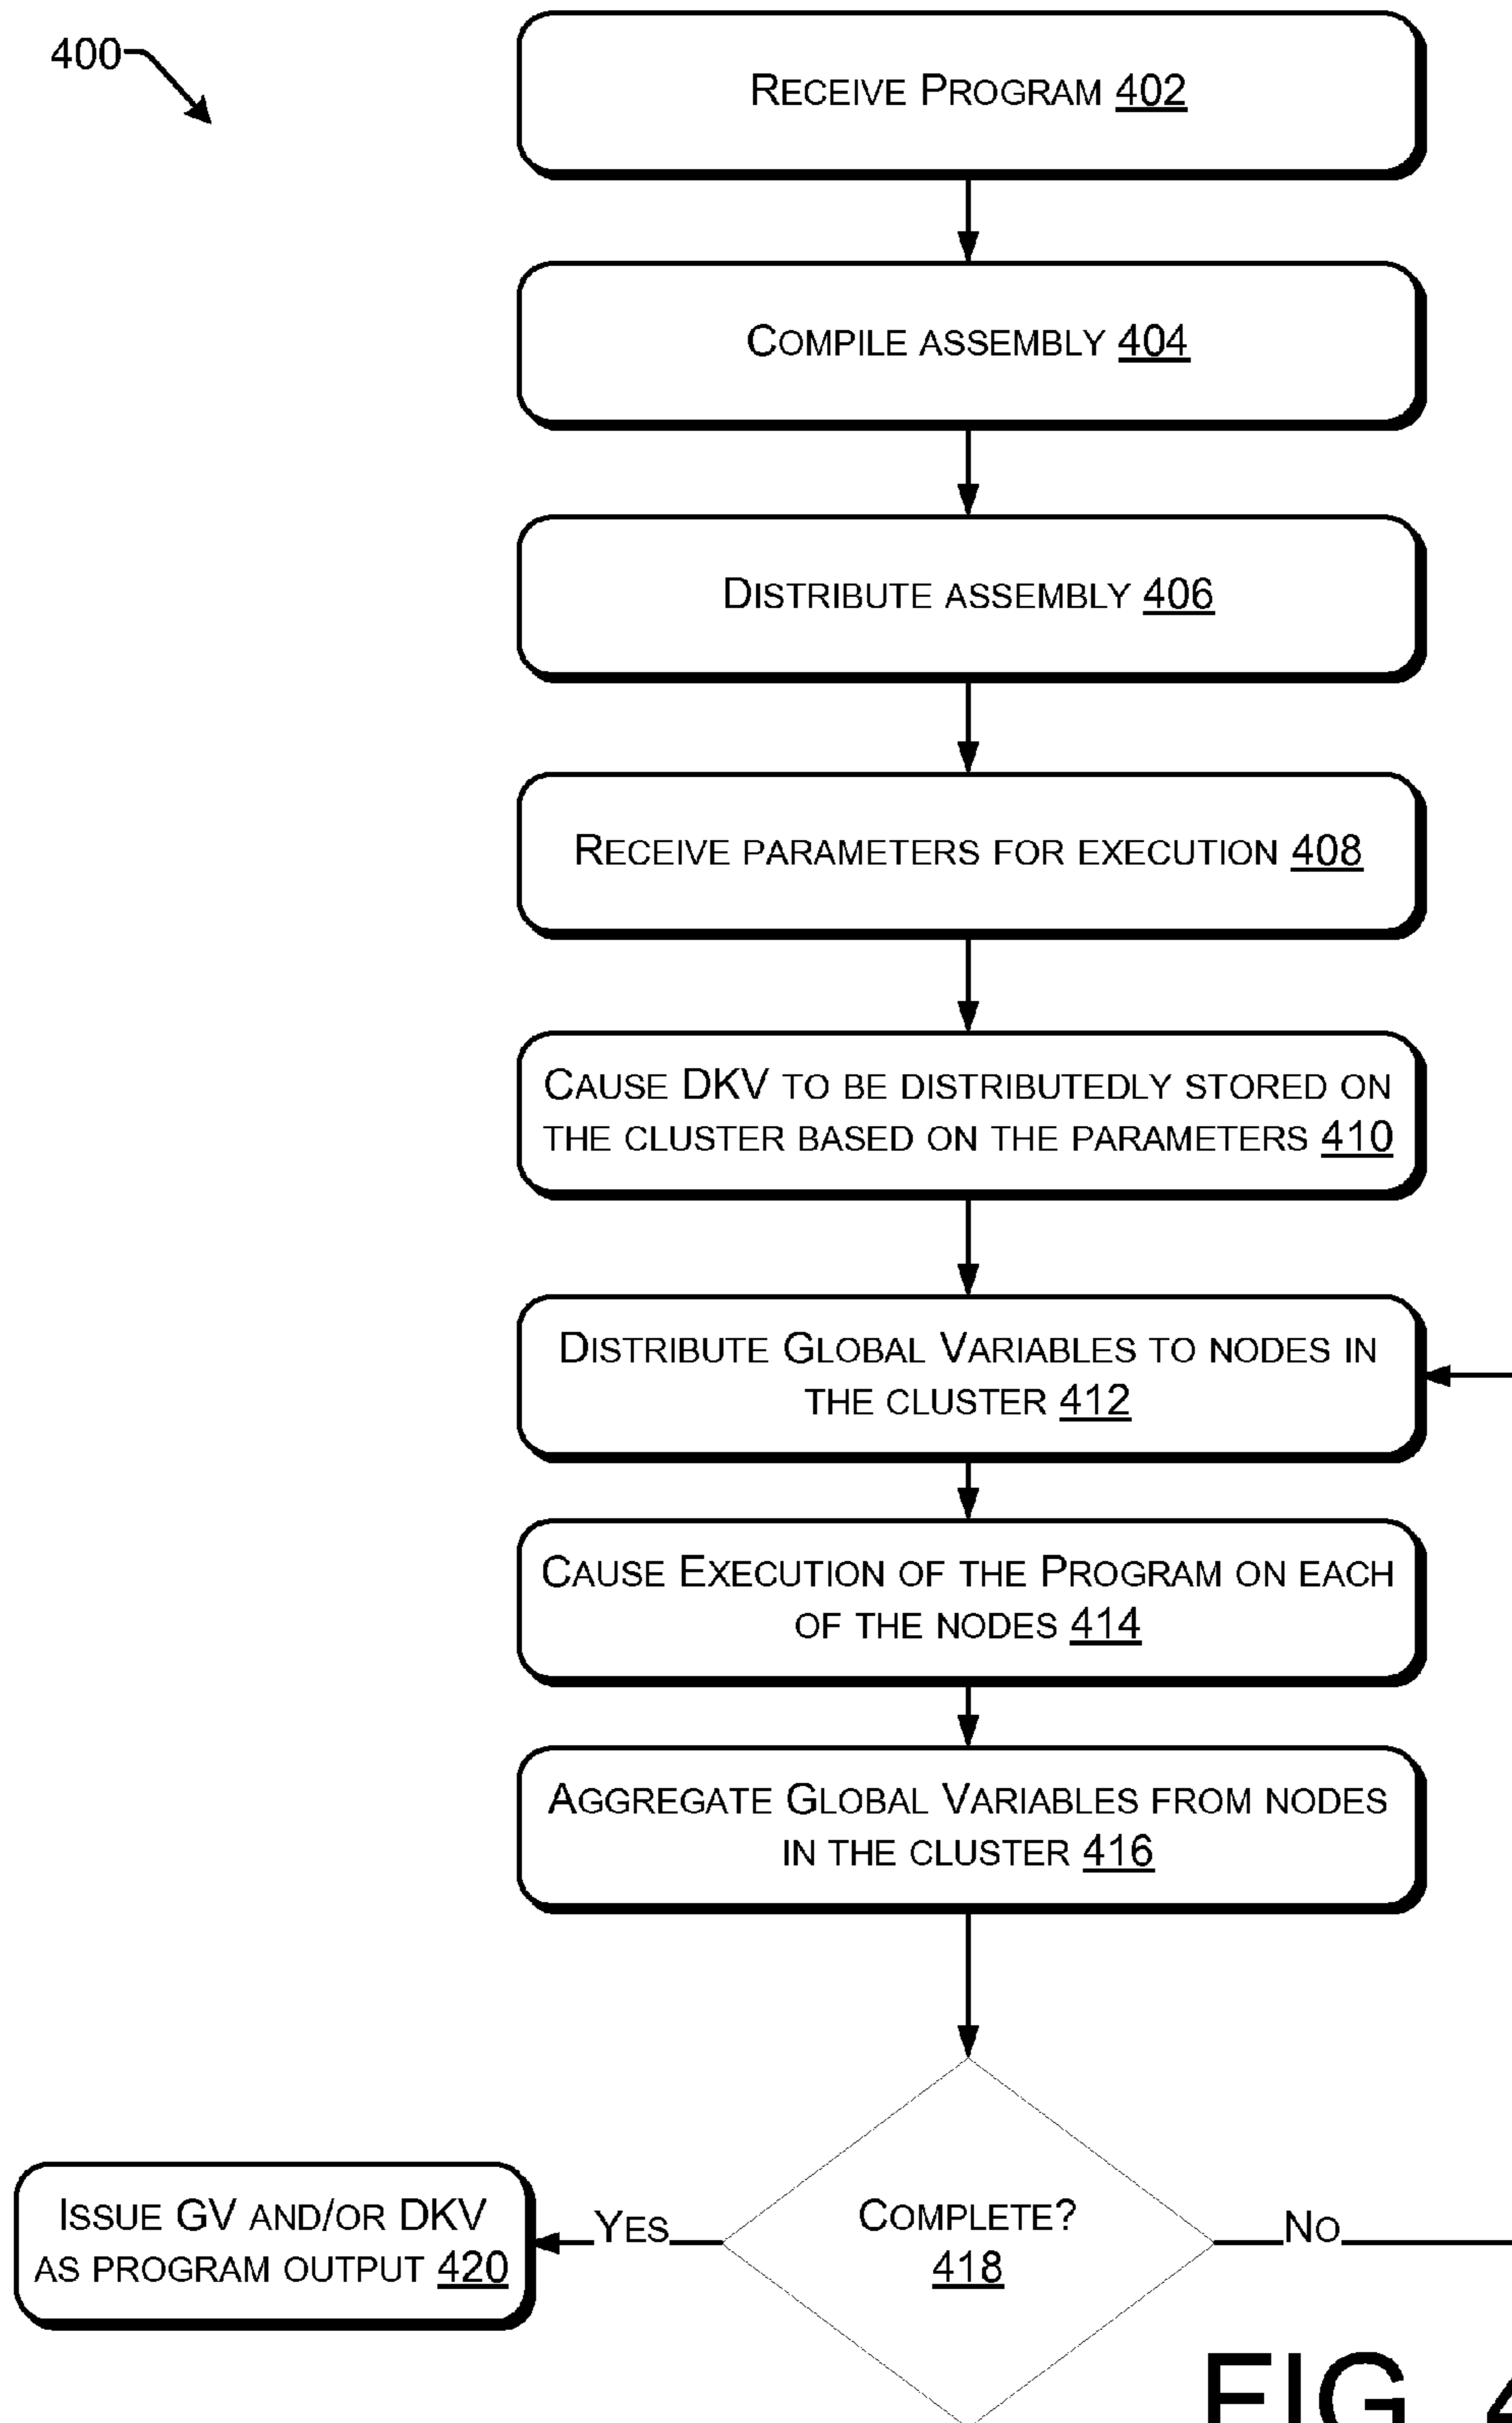 400
RECEIVE PROGRAM 402
COMPILE ASSEMBLY 404
DISTRIBUTE ASSEMBLY 406
RECEIVE PARAMETERS FOR EXECUTION 408
CAUSE DKV TO BE DISTRIBUTEDLY STORED ON
THE CLUSTER BASED ON THE PARAMETERS 410
DISTRIBUTE GLOBAL VARIABLES TO NODES IN
THE CLUSTER 412
CAUSE EXECUTION OF THE PROGRAM ON EACH
OF THE NODES 414
AGGREGATE GLOBAL VARIABLES FROM NODES
IN THE CLUSTER 416
COMPLETE?
418
YES
NO
ISSUE GV AND/OR DKV
AS PROGRAM OUTPUT 420
FIG. 4